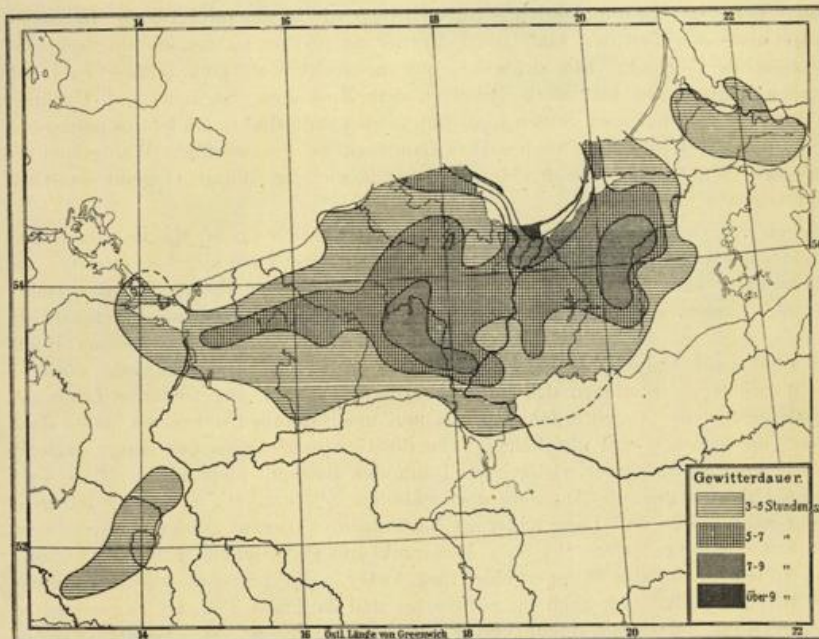 14 16 18 20 22
54
54
52
Gewitterdauer.
3-5 Stunden
5-7 "
7-9 "
über 9 "
14 16 18 20 22
Östl. Länge von Greenwich